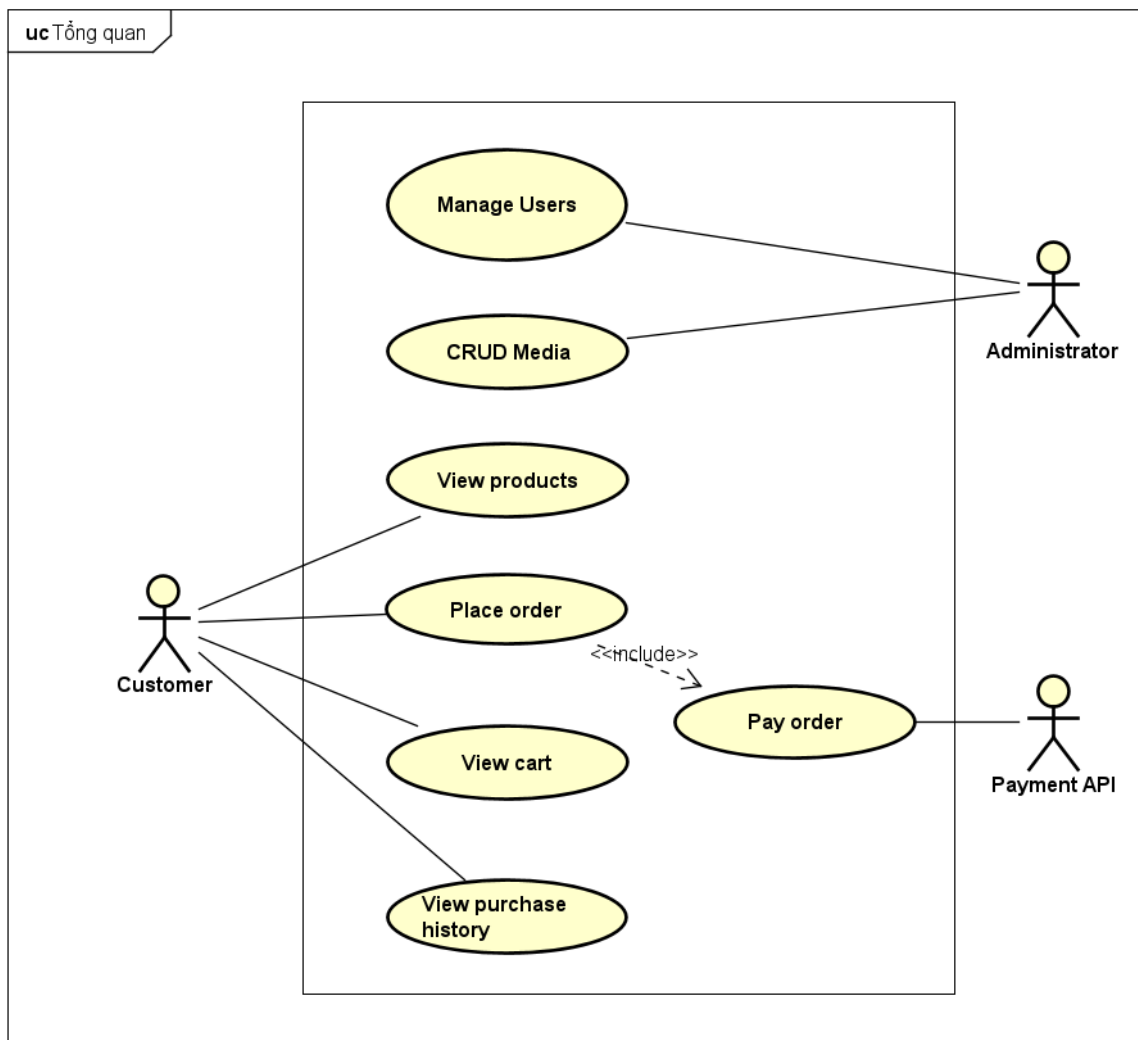 uc Tổng quan
Manage Users
CRUD Media
Administrator
View products
Place order
<<include>>
Customer
Pay order
View cart
Payment API
View purchase
history